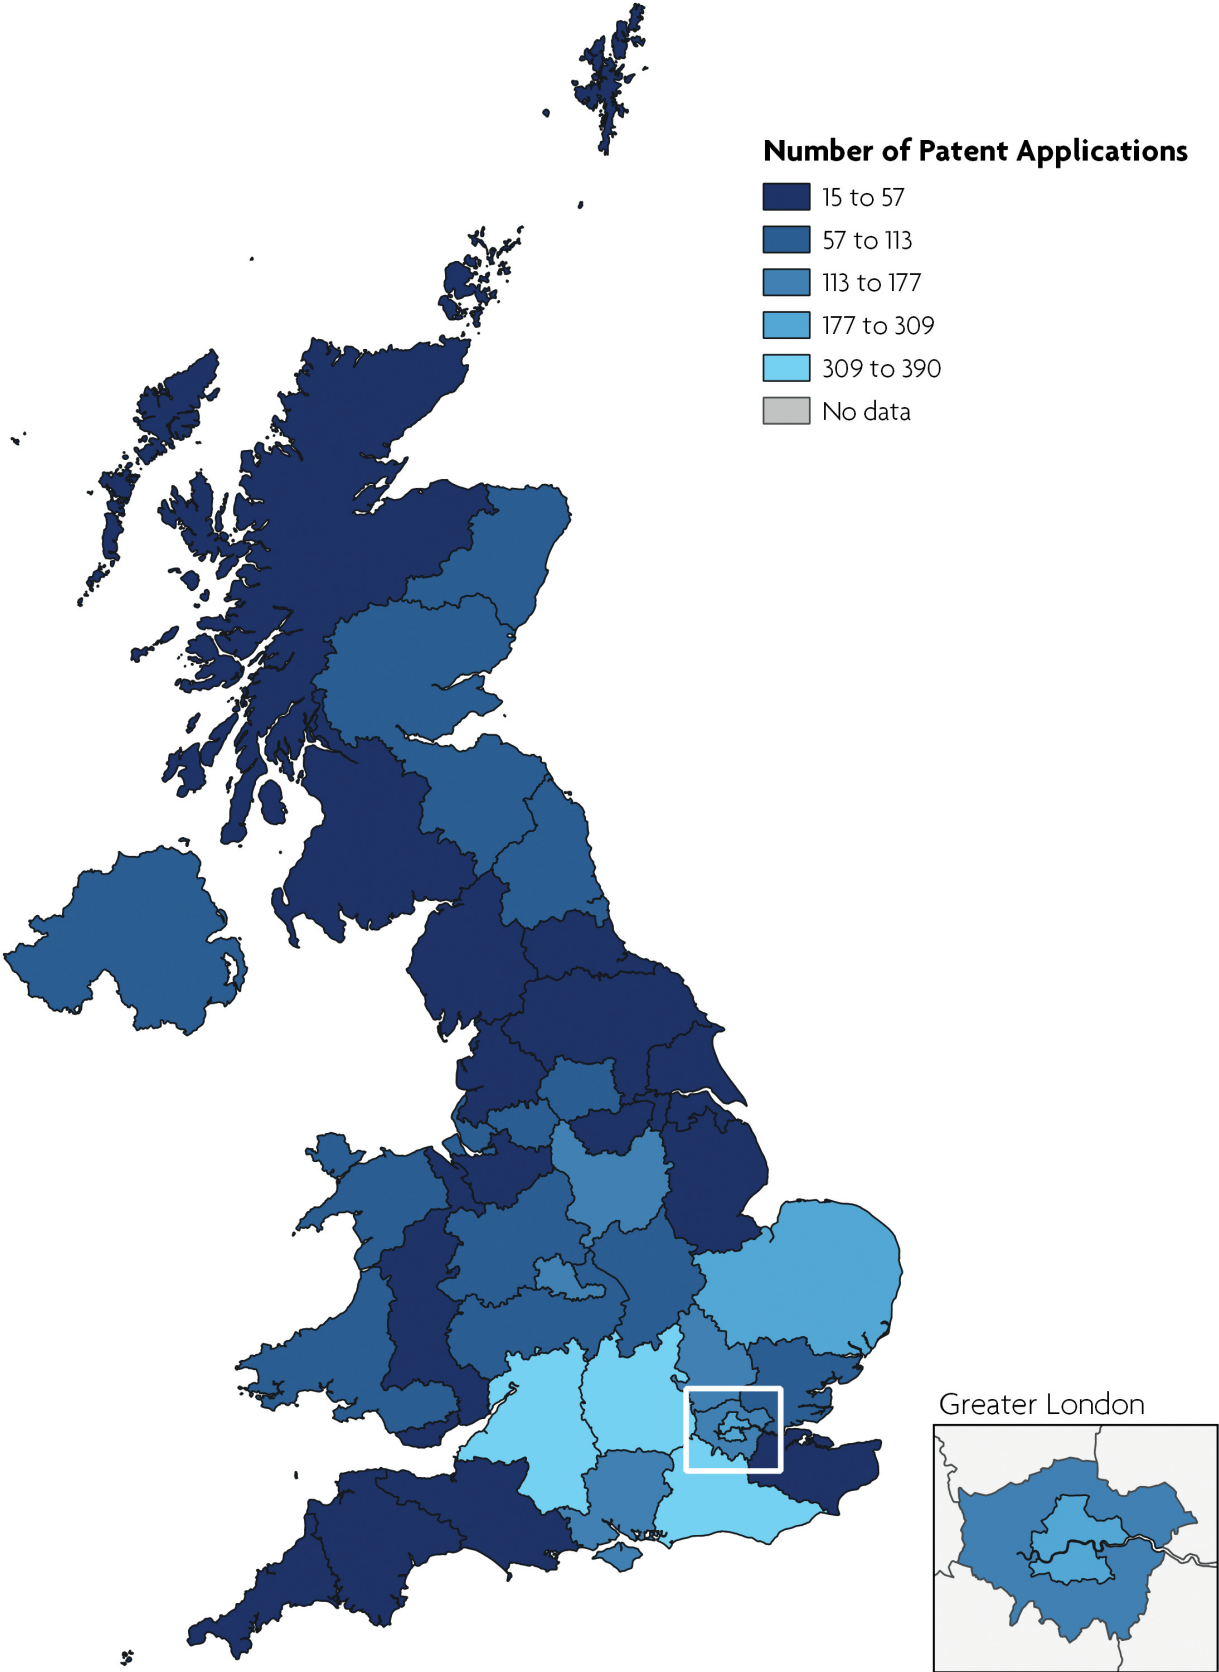 Number of Patent Applications
15 to 57
57 to 113
113 to 177
177 to 309
309 to 390
No data
Greater London